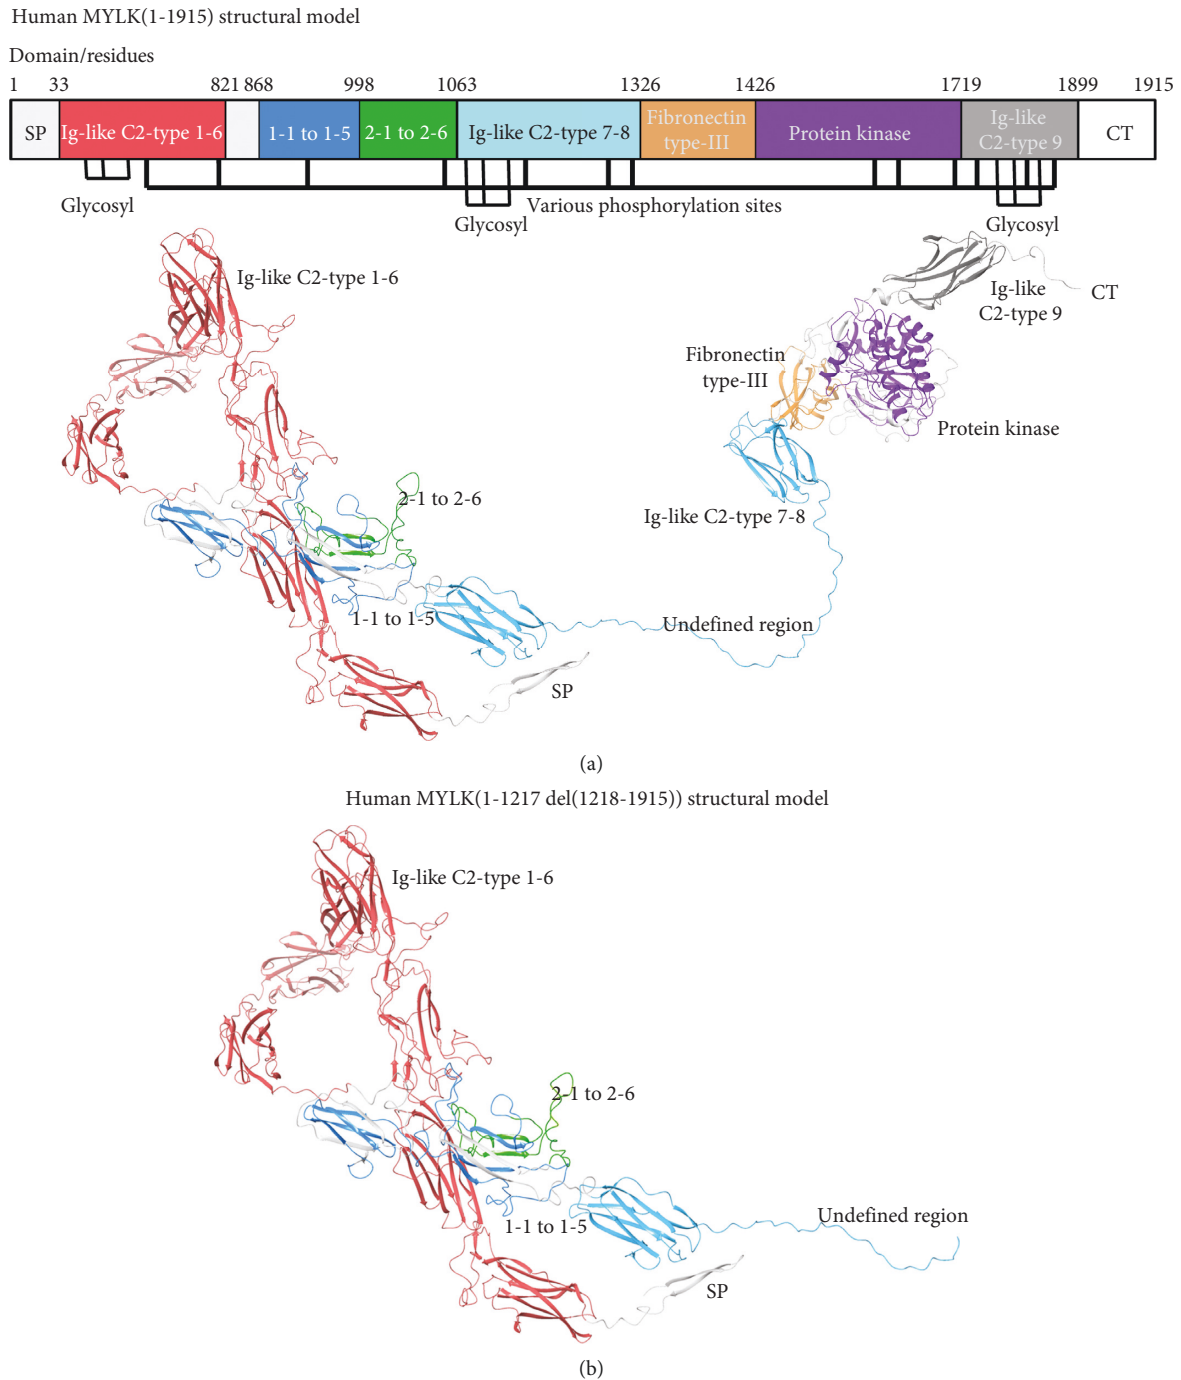 Human MYLK(1-1915) structural model
Domain/residues
1 33 821 868 998 1063 1326 1426 1719 1899 1915
SP Ig-like C2-type 1-6 1-1 to 1-5 2-1 to 2-6 Ig-like C2-type 7-8 Fibronectin type-III Protein kinase Ig-like C2-type 9 CT
Glycosyl
Glycosyl
Various phosphorylation sites
Glycosyl
Ig-like C2-type 1-6
Ig-like
C2-type 9
CT
Fibronectin
type-III
Protein kinase
2-1 to 2-6
Ig-like C2-type 7-8
1-1 to 1-5
Undefined region
SP
(a)
Human MYLK(1-1217 del(1218-1915)) structural model
Ig-like C2-type 1-6
2-1 to 2-6
1-1 to 1-5
Undefined region
SP
(b)